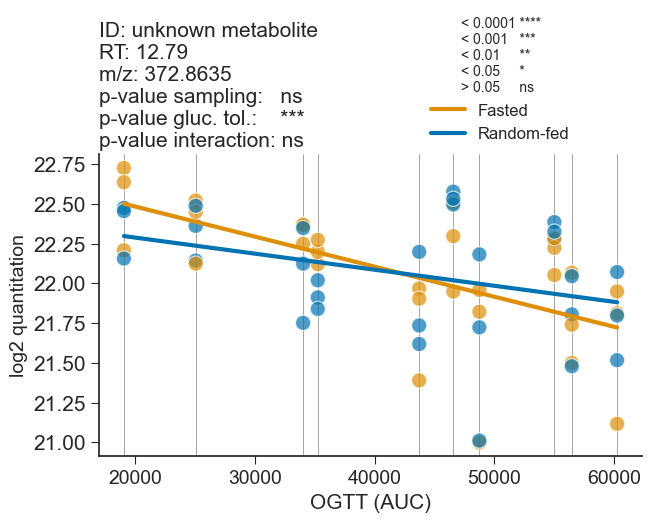 ID: unknown metabolite
RT: 12.79
m/z: 372.8635
p-value sampling: ns
p-value gluc. tol.: ***
p-value interaction: ns
< 0.0001 ****
< 0.001 ***
< 0.01 **
< 0.05 *
> 0.05 ns
Fasted
Random-fed
log2 quantitation
22.75
22.50
22.25
22.00
21.75
21.50
21.25
21.00
20000 30000 40000 50000 60000
OGTT (AUC)